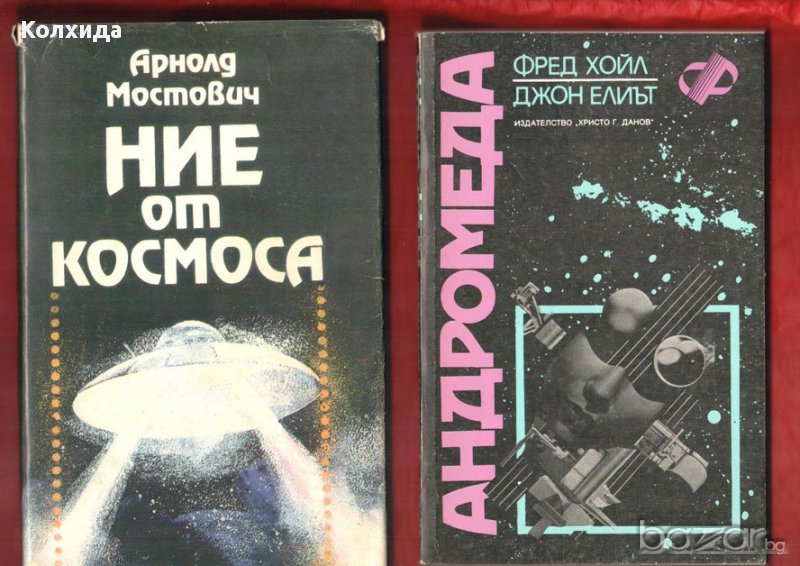 Колхида
Арнолд
Мостович
НИЕ
от
КОСМОСА
АНДРОМЕДА
ФРЕД ХОЙЛ
ДЖОН ЕЛИЪТ
ИЗДАТЕЛСТВО „ХРИСТО Г. ДАНОВ"
bazar.bg